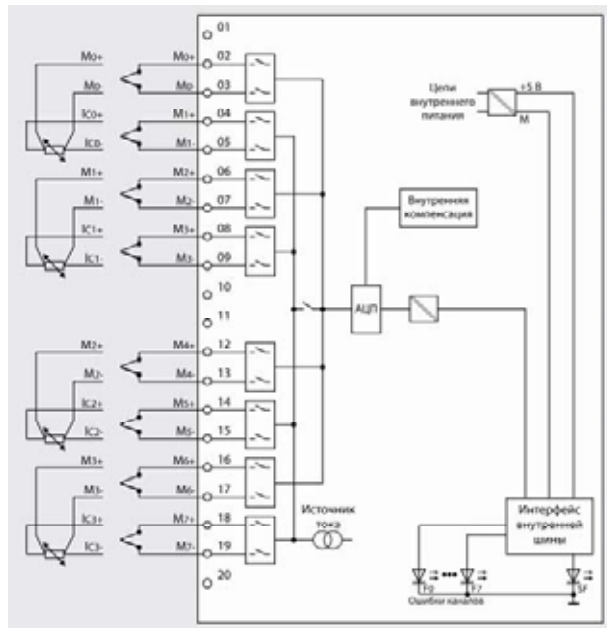 01
M0+ M0+ 02
M0- M0- 03
IC0+ M1+ 04
IC0- M1- 05
M1+ M2+ 06
M1- M2- 07
IC1+ M3+ 08
IC1- M3- 09
10
11
M2+ M4+ 12
M2- M4- 13
IC2+ M5+ 14
IC2- M5- 15
M3+ M6+ 16
M3- M6- 17
IC3+ M7+ 18
IC3- M7- 19
20
Цепи
внутреннего
питания
+5 В
М
Внутренняя
компенсация
АЦП
Источник
тока
Интерфейс
внутренней
шины
F0 F7 SF
Ошибки каналов